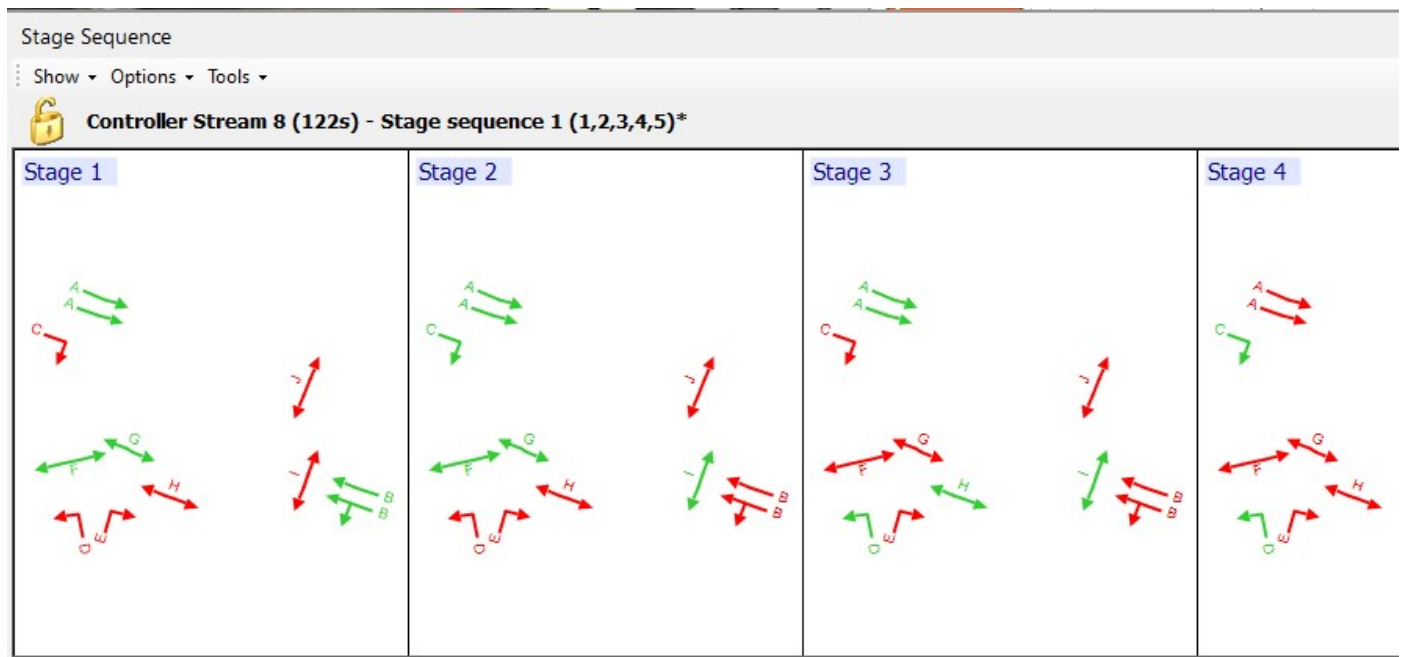 Stage Sequence
Show Options Tools
Controller Stream 8 (122s) - Stage sequence 1 (1,2,3,4,5)*
Stage 1 Stage 2 Stage 3 Stage 4
A A A A
A A A A
C C C C
J J J
G G G G
F F F F
I I I
H H H H
B B B
B B B
E E E E
D D D D